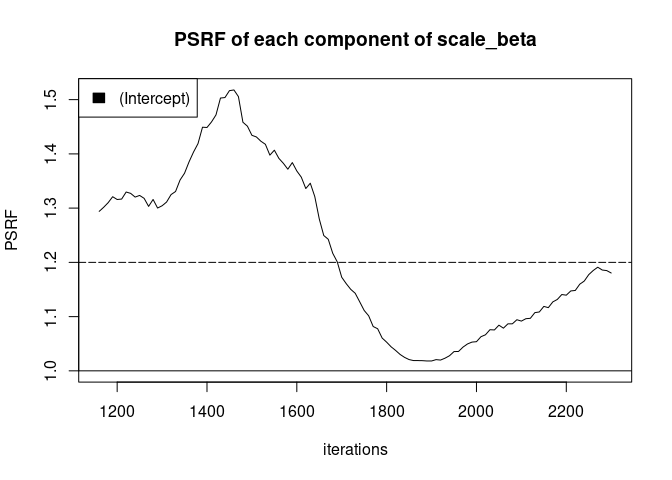 PSRF of each component of scale_beta
(Intercept)
PSRF
1.5
1.4
1.3
1.2
1.1
1.0
1200 1400 1600 1800 2000 2200
iterations